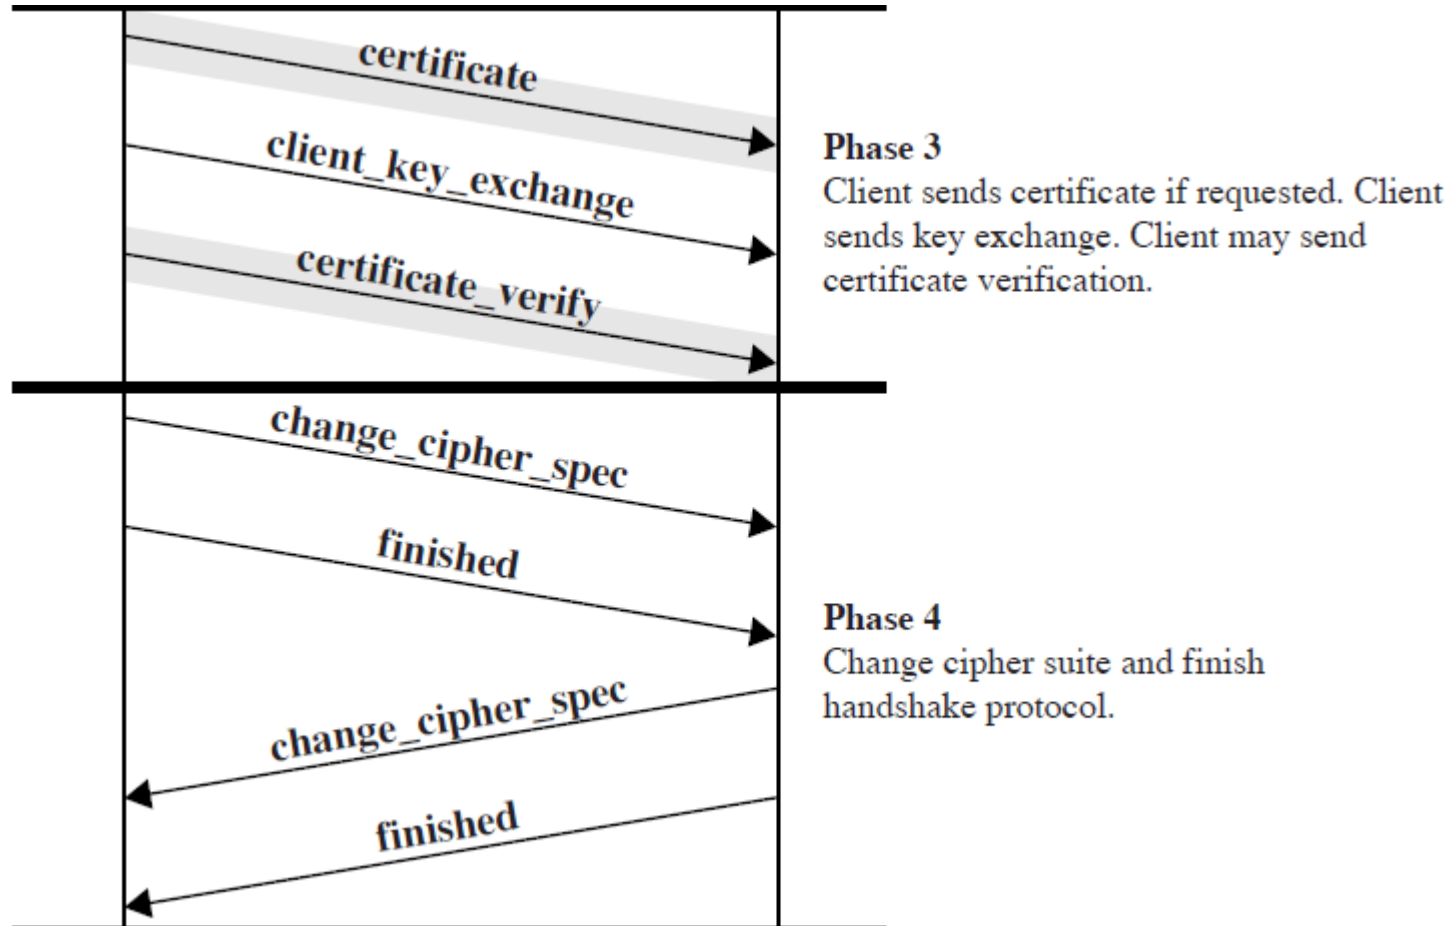 certificate
client_key_exchange
certificate_verify
Phase 3
Client sends certificate if requested. Client
sends key exchange. Client may send
certificate verification.
change_cipher_spec
finished
change_cipher_spec
finished
Phase 4
Change cipher suite and finish
handshake protocol.